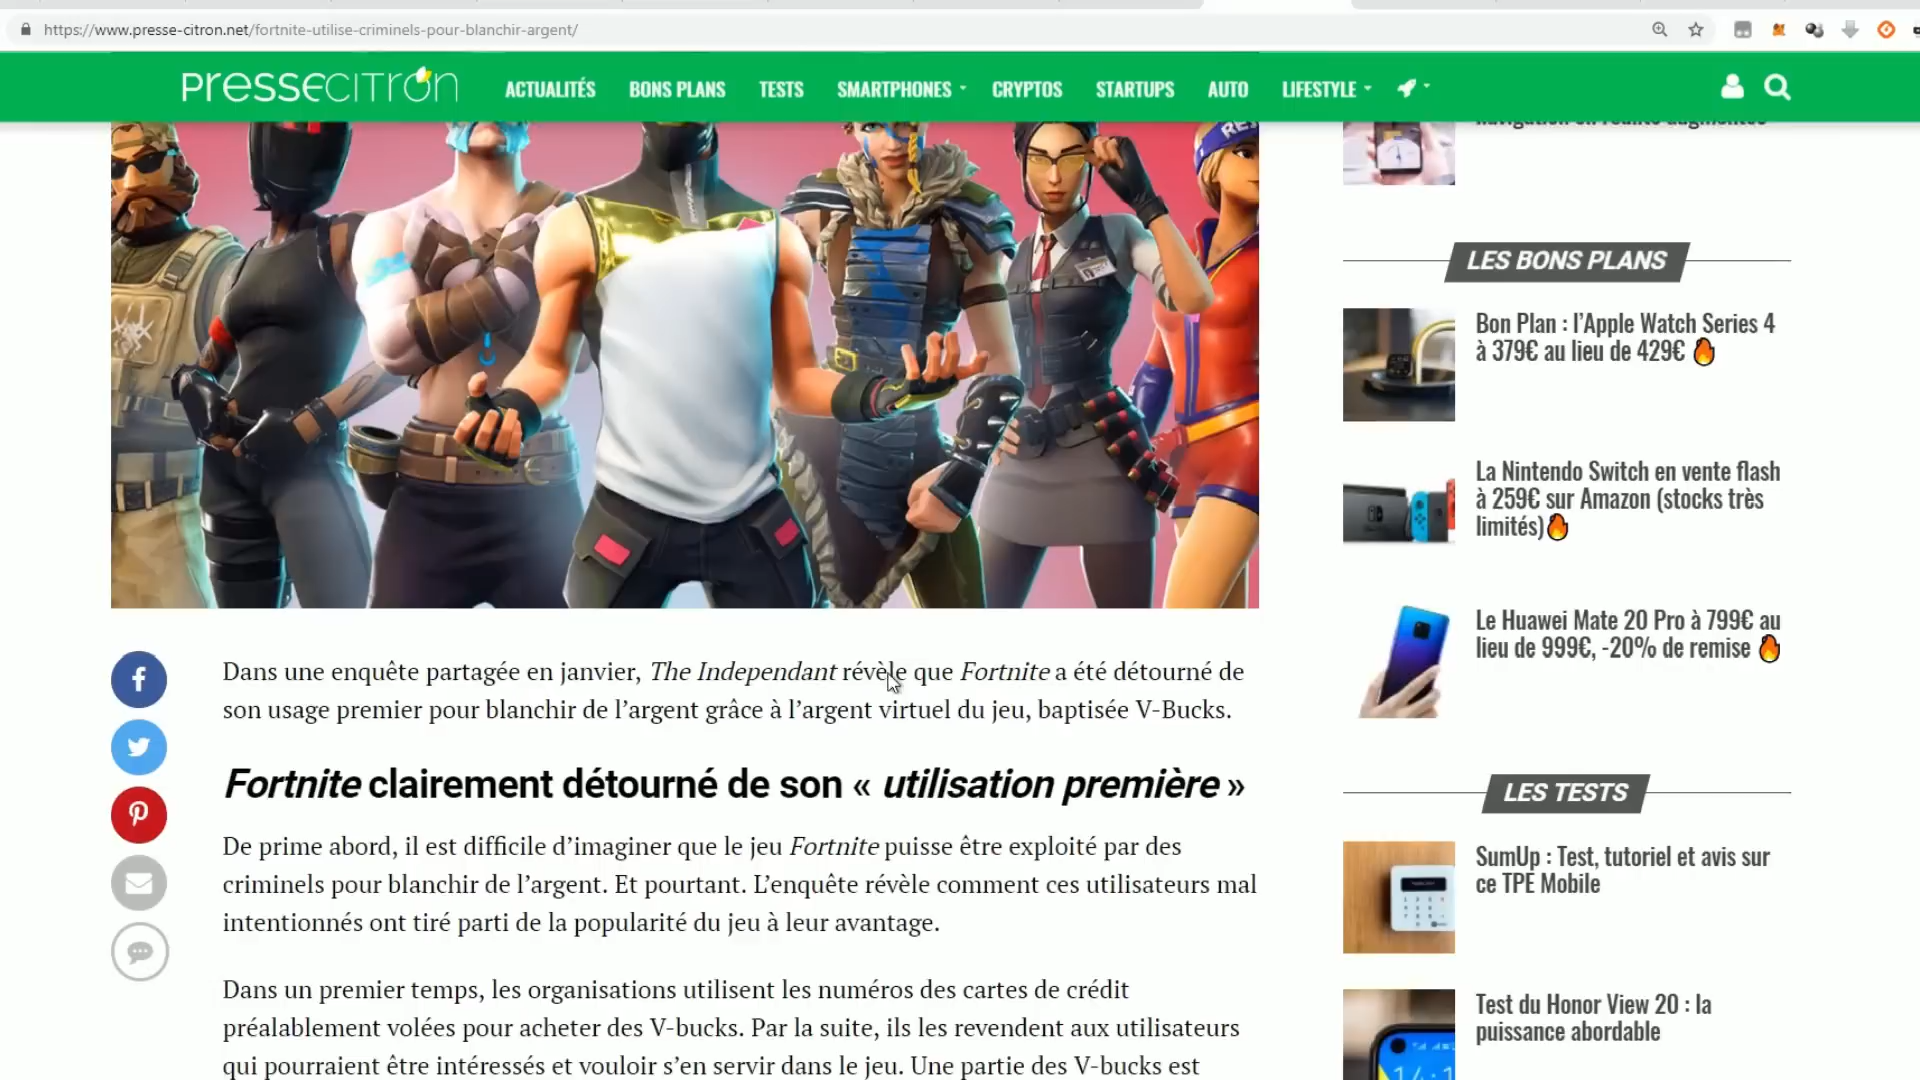 https://www.presse-citron.net/fortnite-utilise-criminels-pour-blanchir-argent/
pressecitron
ACTUALITÉS BONS PLANS TESTS SMARTPHONES CRYPTOS STARTUPS AUTO LIFESTYLE
navigation en réalité augmentée
LES BONS PLANS
Bon Plan : l’Apple Watch Series 4
à 379€ au lieu de 429€ 🔥
La Nintendo Switch en vente flash
à 259€ sur Amazon (stocks très
limités)🔥
Le Huawei Mate 20 Pro à 799€ au
lieu de 999€, -20% de remise 🔥
Dans une enquête partagée en janvier, The Independant révèle que Fortnite a été détourné de
son usage premier pour blanchir de l’argent grâce à l’argent virtuel du jeu, baptisée V-Bucks.
Fortnite clairement détourné de son « utilisation première »
De prime abord, il est difficile d’imaginer que le jeu Fortnite puisse être exploité par des
criminels pour blanchir de l’argent. Et pourtant. L’enquête révèle comment ces utilisateurs mal
intentionnés ont tiré parti de la popularité du jeu à leur avantage.
Dans un premier temps, les organisations utilisent les numéros des cartes de crédit
préalablement volées pour acheter des V-bucks. Par la suite, ils les revendent aux utilisateurs
qui pourraient être intéressés et vouloir s’en servir dans le jeu. Une partie des V-bucks est
LES TESTS
SumUp : Test, tutoriel et avis sur
ce TPE Mobile
Test du Honor View 20 : la
puissance abordable